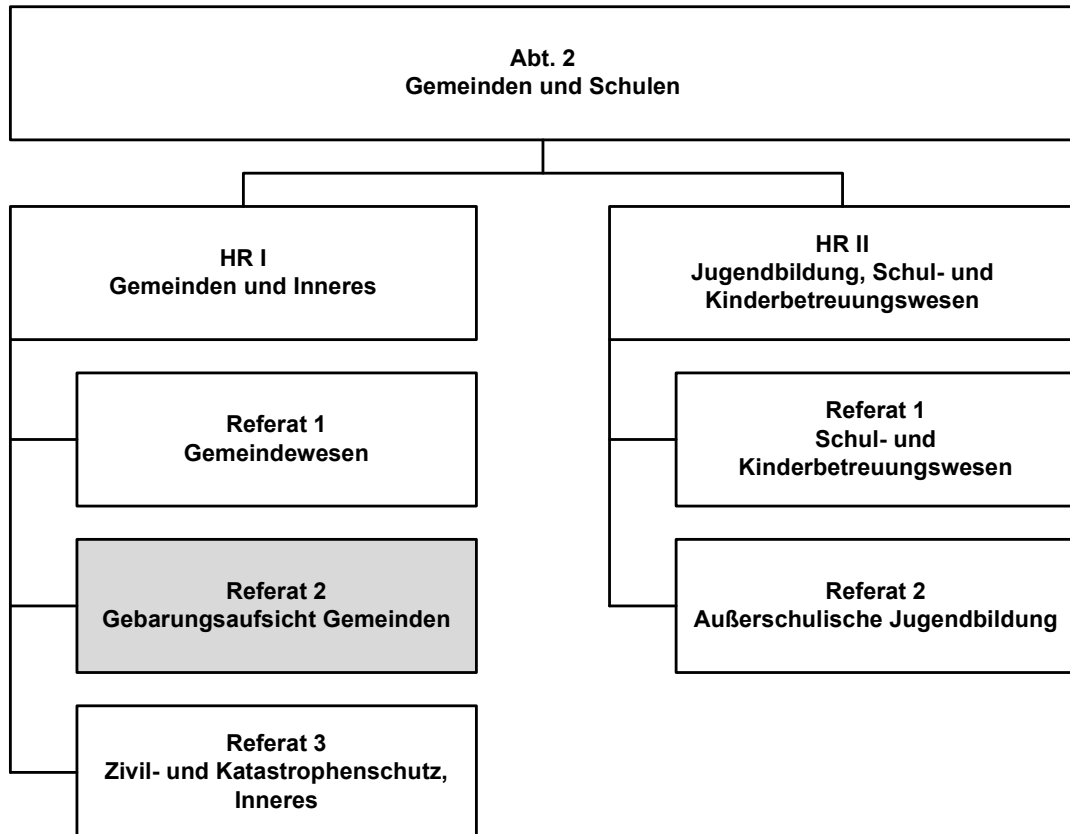 Abt. 2
Gemeinden und Schulen
HR I
Gemeinden und Inneres
Referat 1
Gemeindewesen
Referat 2
Gebarungsaufsicht Gemeinden
Referat 3
Zivil- und Katastrophenschutz,
Inneres
HR II
Jugendbildung, Schul- und
Kinderbetreuungswesen
Referat 1
Schul- und
Kinderbetreuungswesen
Referat 2
Außerschulische Jugendbildung